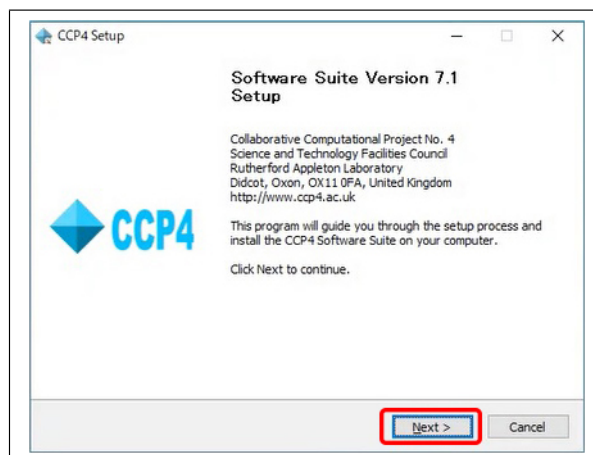 CCP4 Setup
Software Suite Version 7.1
Setup
Collaborative Computational Project No. 4
Science and Technology Facilities Council
Rutherford Appleton Laboratory
Didcot, Oxon, OX11 0FA, United Kingdom
http://www.ccp4.ac.uk
CCP4
This program will guide you through the setup process and
install the CCP4 Software Suite on your computer.
Click Next to continue.
Next >
Cancel